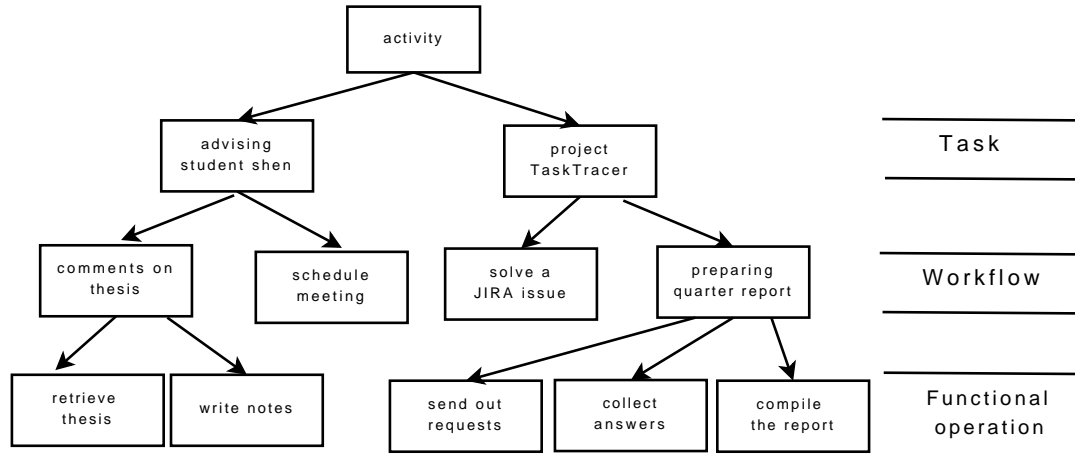 activity
advising
student shen
project
TaskTracer
Task
comments on
thesis
schedule
meeting
solve a
JIRA issue
preparing
quarter report
Workflow
retrieve
thesis
write notes
send out
requests
collect
answers
compile
the report
Functional
operation